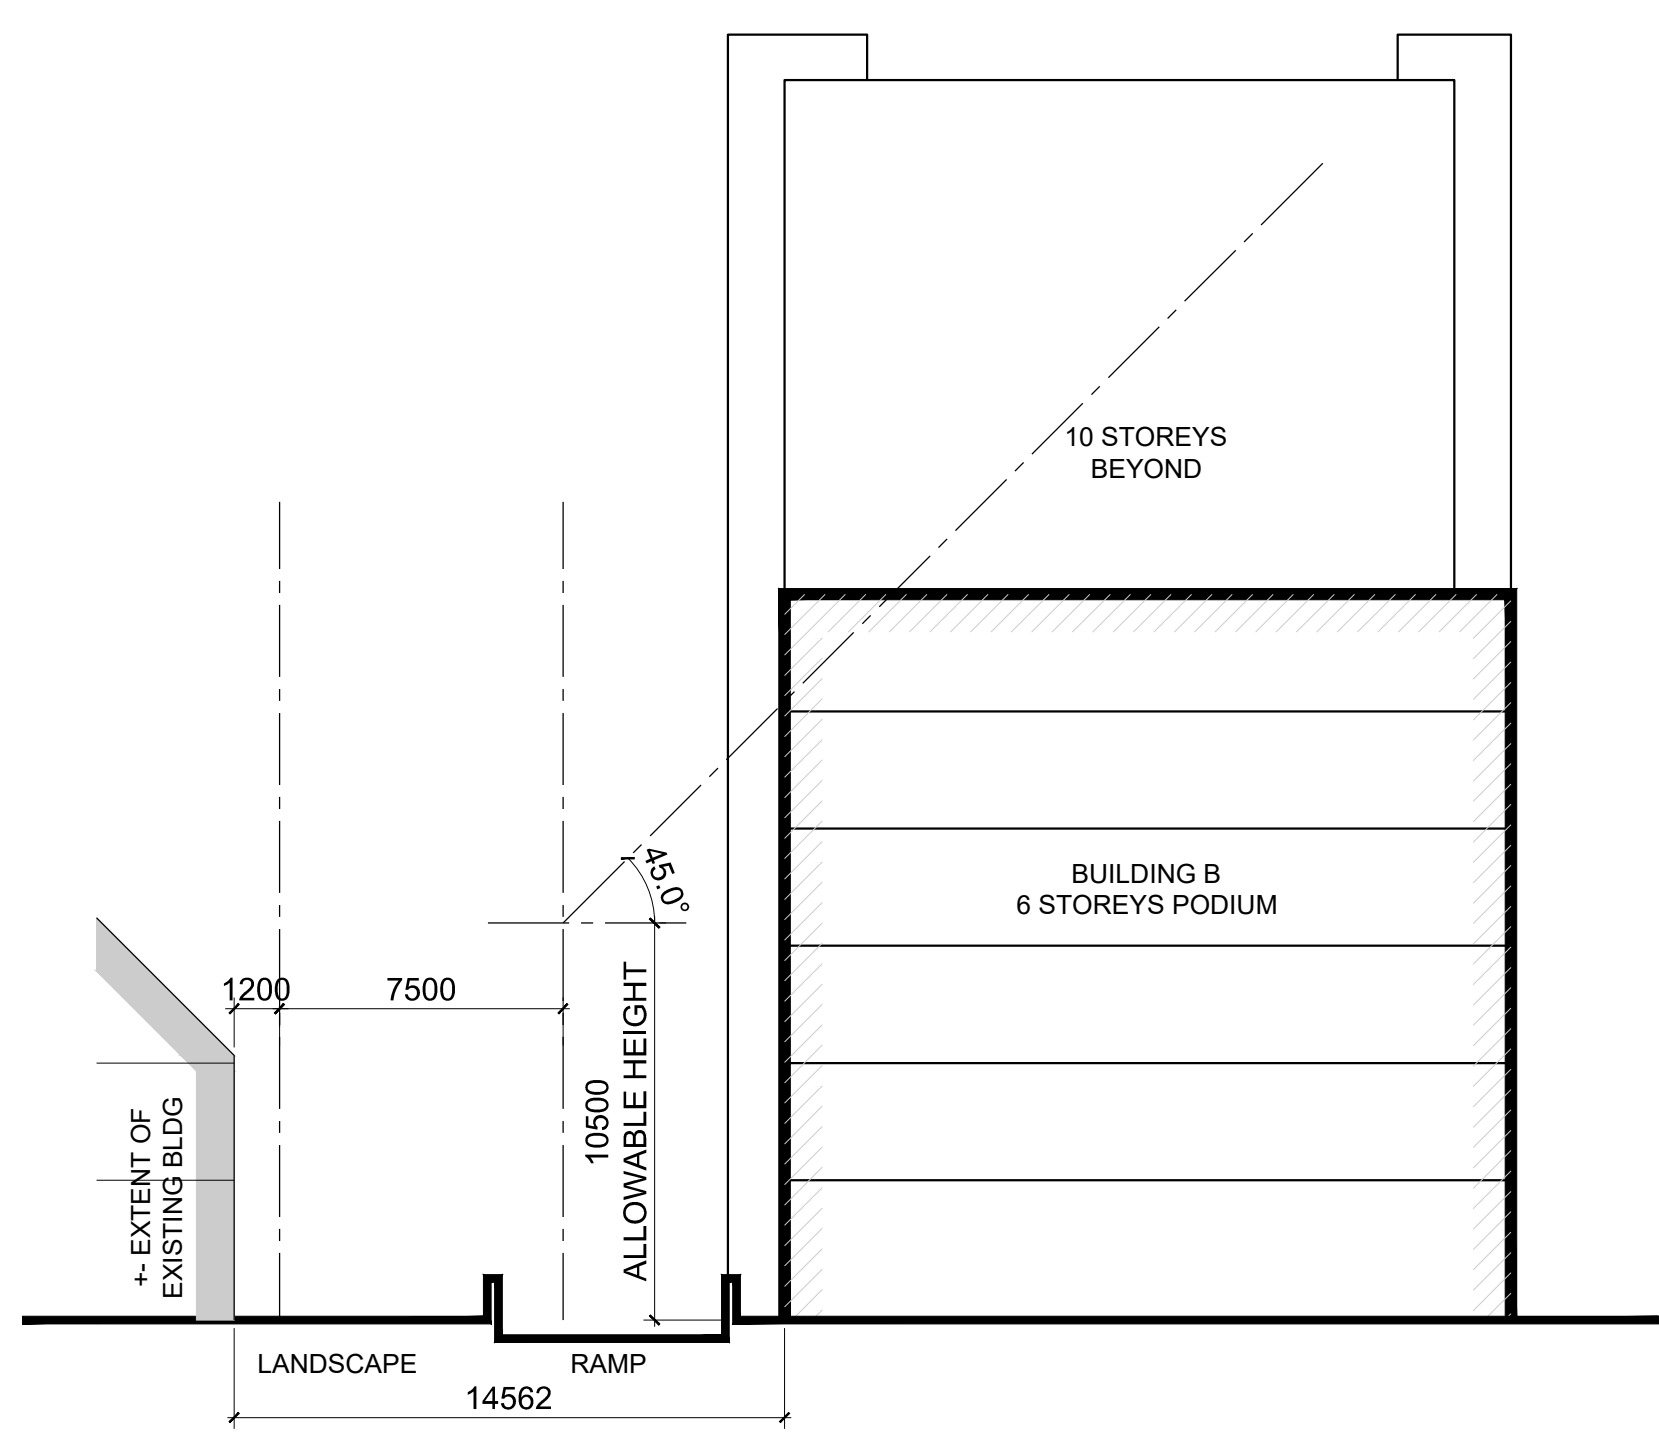 10 STOREYS
BEYOND
45.0°
BUILDING B
6 STOREYS PODIUM
1200
7500
10500
ALLOWABLE HEIGHT
+- EXTENT OF
EXISTING BLDG
LANDSCAPE
RAMP
14562